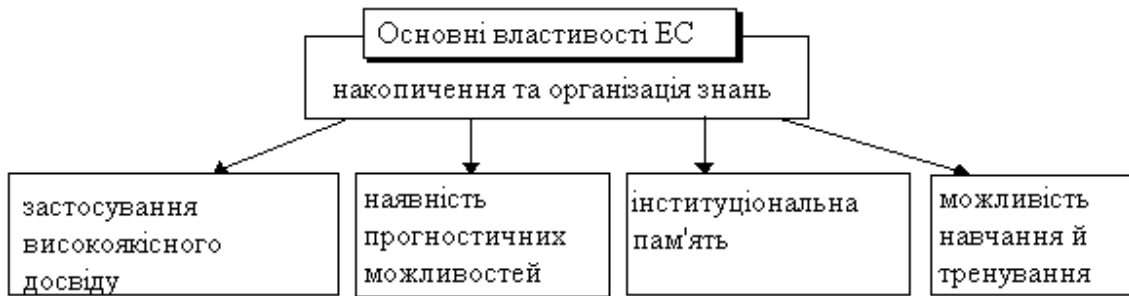 Основні властивості ЕС
накопичення та організація знань
застосування
високоякісного
досвіду
наявність
прогностичних
можливостей
інституціональна
пам'ять
можливість
навчання й
тренування